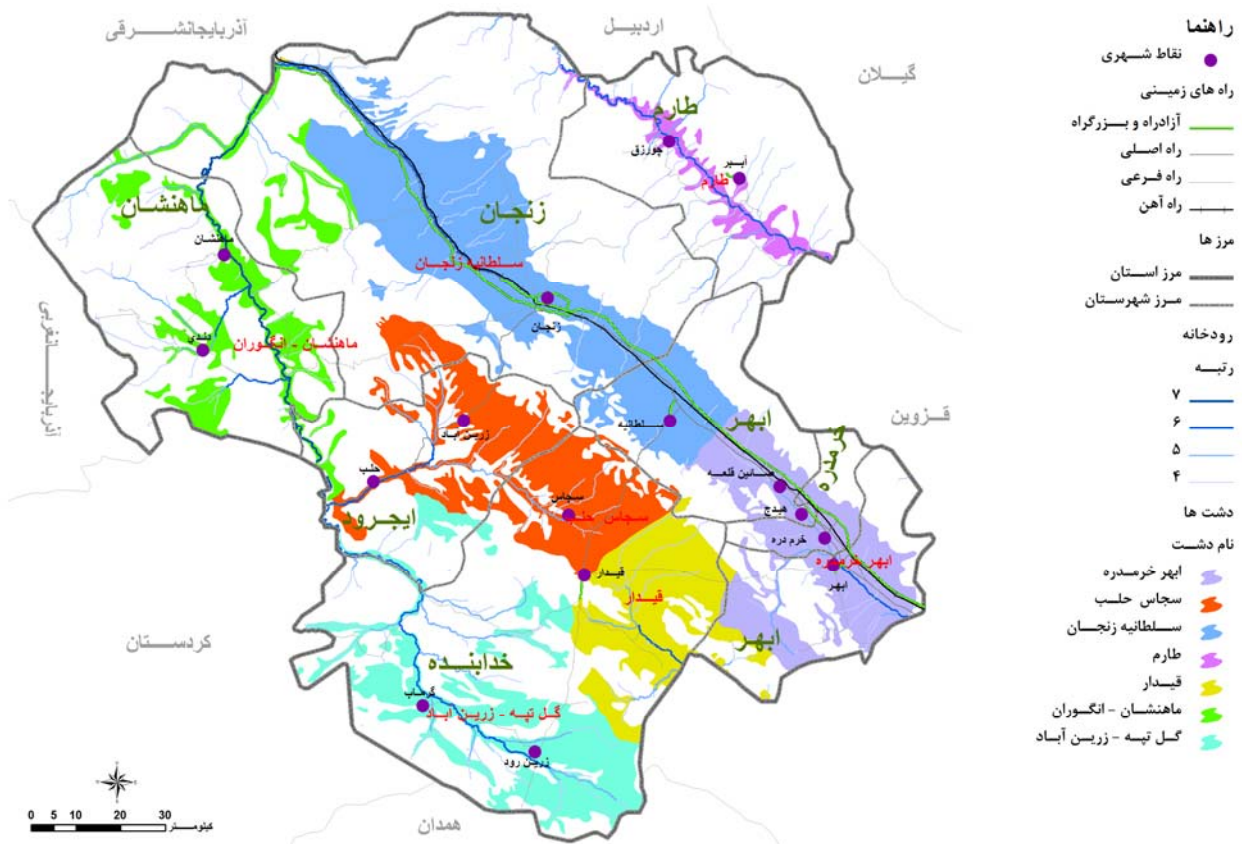 آذربایجانشرقی
اردبیل
گیلان
طارم
چورزق
آببر
طارم
ماهنشان
ماهنشان
زنجان
سلطانیه زنجان
زنجان
آذربایجانغربی
دندی
ماهنشان - انگوران
قزوین
ابهر
خرمدره
زرین آباد
سلطانیه
صائین قلعه
حلب
سجاس
هیدج
ایجرود
سجاس حلب
خرم دره
ابهر خرمدره
ابهر
قیدار
قیدار
ابهر
کردستان
خدابنده
گرماب
گل تپه - زرین آباد
زرین رود
همدان
0 5 10 20 30
کیلومتر
راهنما
نقاط شهری
راه های زمینی
آزادراه و بزرگراه
راه اصلی
راه فرعی
راه آهن
مرز ها
مرز استان
مرز شهرستان
رودخانه
رتبه
۷
۶
۵
۴
دشت ها
نام دشت
ابهر خرمدره
سجاس حلب
سلطانیه زنجان
طارم
قیدار
ماهنشان - انگوران
گل تپه - زرین آباد